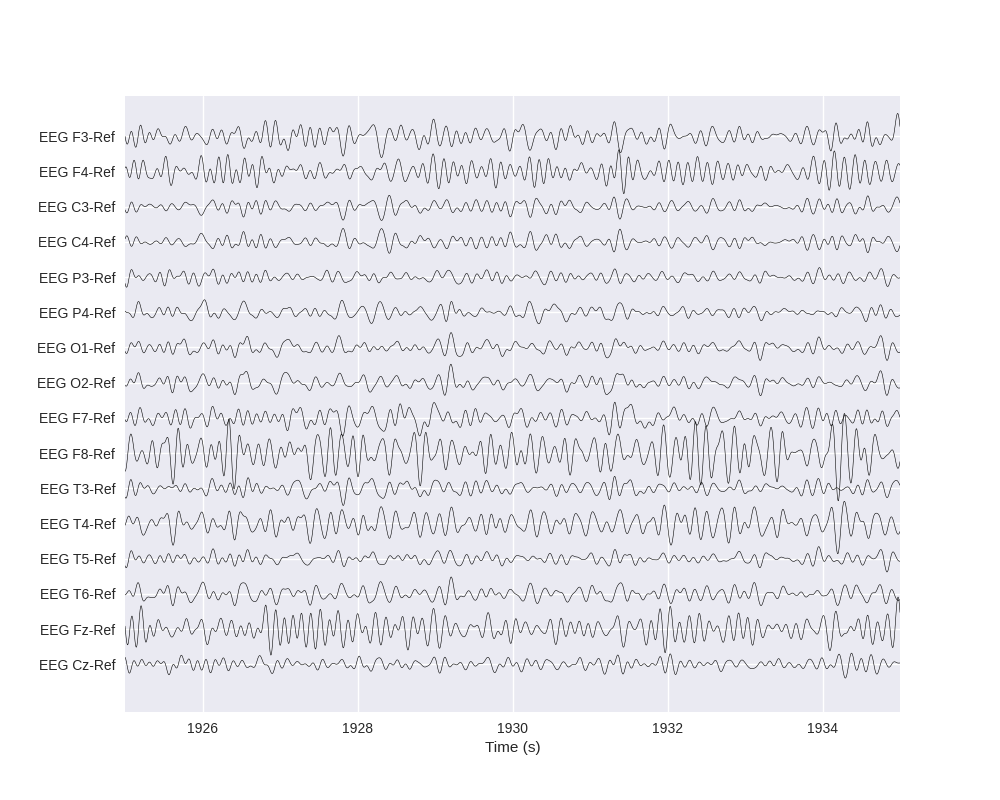 EEG F3-Ref
EEG F4-Ref
EEG C3-Ref
EEG C4-Ref
EEG P3-Ref
EEG P4-Ref
EEG O1-Ref
EEG O2-Ref
EEG F7-Ref
EEG F8-Ref
EEG T3-Ref
EEG T4-Ref
EEG T5-Ref
EEG T6-Ref
EEG Fz-Ref
EEG Cz-Ref
1926 1928 1930 1932 1934
Time (s)